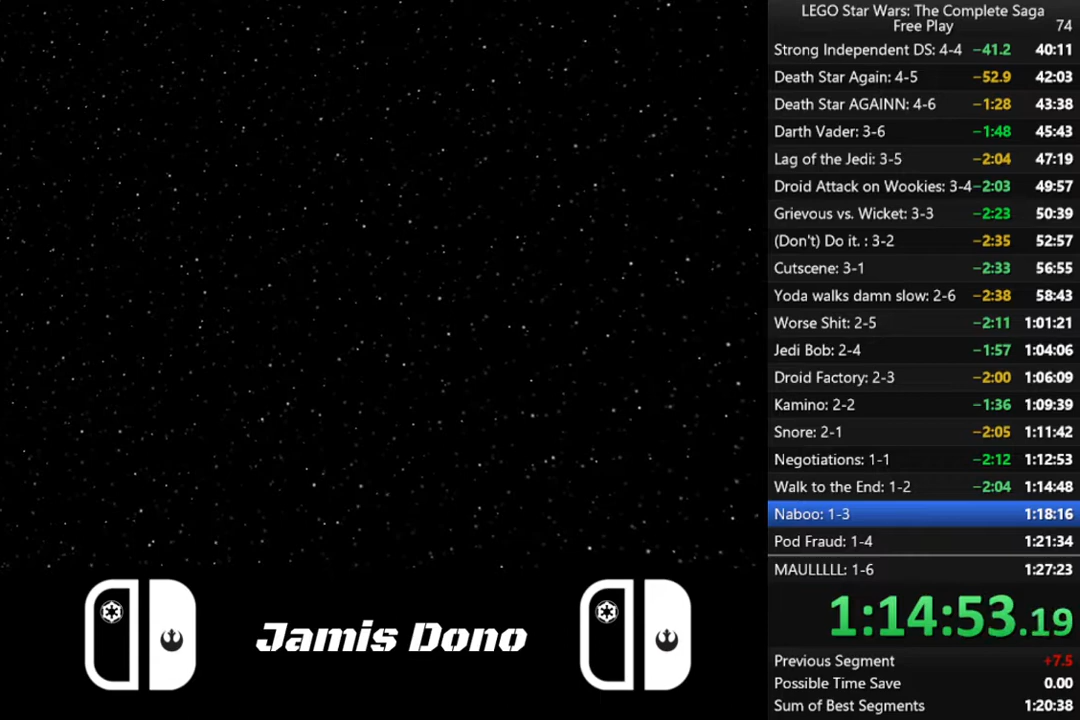 LEGO Star Wars: The Complete Saga
Free Play 74
Strong Independent DS: 4-4 −41.2 40:11
Death Star Again: 4-5 −52.9 42:03
Death Star AGAINN: 4-6 −1:28 43:38
Darth Vader: 3-6 −1:48 45:43
Lag of the Jedi: 3-5 −2:04 47:19
Droid Attack on Wookies: 3-4 −2:03 49:57
Grievous vs. Wicket: 3-3 −2:23 50:39
(Don't) Do it. : 3-2 −2:35 52:57
Cutscene: 3-1 −2:33 56:55
Yoda walks damn slow: 2-6 −2:38 58:43
Worse Shit: 2-5 −2:11 1:01:21
Jedi Bob: 2-4 −1:57 1:04:06
Droid Factory: 2-3 −2:00 1:06:09
Kamino: 2-2 −1:36 1:09:39
Snore: 2-1 −2:05 1:11:42
Negotiations: 1-1 −2:12 1:12:53
Walk to the End: 1-2 −2:04 1:14:48
Naboo: 1-3 1:18:16
Pod Fraud: 1-4 1:21:34
MAULLLLL: 1-6 1:27:23
1:14:53.19
Previous Segment +7.5
Possible Time Save 0.00
Sum of Best Segments 1:20:38
Jamis Dono